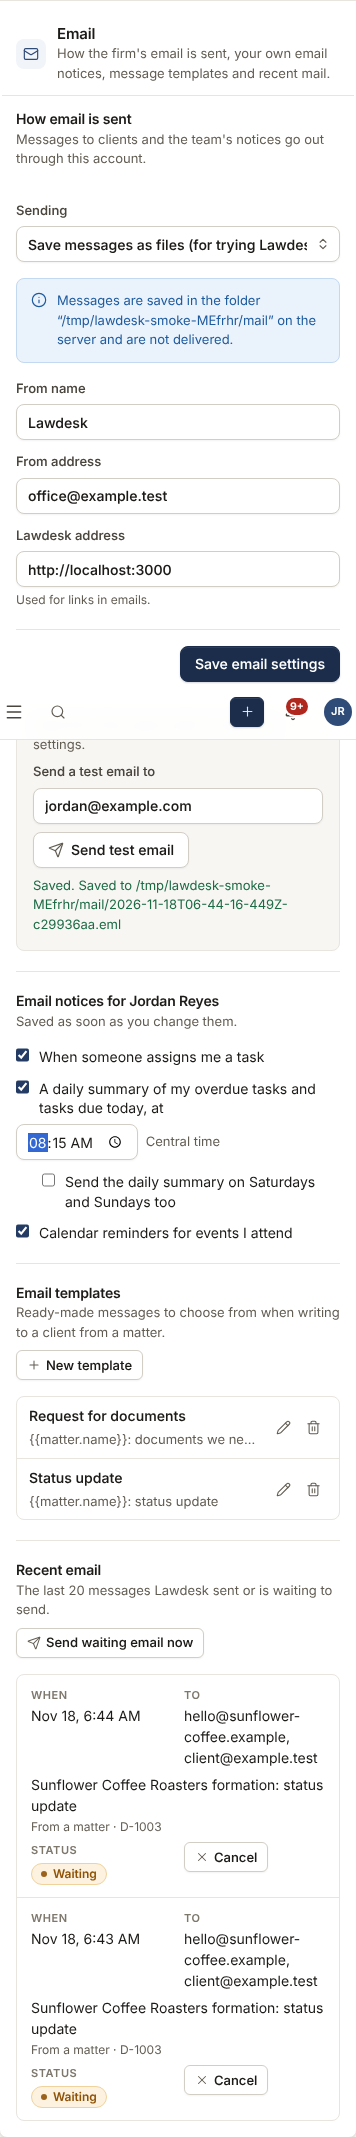 Email
How the firm's email is sent, your own email
notices, message templates and recent mail.
How email is sent
Messages to clients and the team's notices go out
through this account.
Sending
Save messages as files (for trying Lawdes
Messages are saved in the folder
“/tmp/lawdesk-smoke-MEfrhr/mail” on the
server and are not delivered.
From name
Lawdesk
From address
office@example.test
Lawdesk address
http://localhost:3000
Used for links in emails.
Save email settings
9+
JR
settings.
Send a test email to
jordan@example.com
Send test email
Saved. Saved to /tmp/lawdesk-smoke-
MEfrhr/mail/2026-11-18T06-44-16-449Z-
c29936aa.eml
Email notices for Jordan Reyes
Saved as soon as you change them.
When someone assigns me a task
A daily summary of my overdue tasks and
tasks due today, at
08:15 AM Central time
Send the daily summary on Saturdays
and Sundays too
Calendar reminders for events I attend
Email templates
Ready-made messages to choose from when writing
to a client from a matter.
New template
Request for documents
{{matter.name}}: documents we ne...
Status update
{{matter.name}}: status update
Recent email
The last 20 messages Lawdesk sent or is waiting to
send.
Send waiting email now
WHEN TO
Nov 18, 6:44 AM hello@sunflower-
coffee.example,
client@example.test
Sunflower Coffee Roasters formation: status
update
From a matter · D-1003
STATUS
Waiting Cancel
WHEN TO
Nov 18, 6:43 AM hello@sunflower-
coffee.example,
client@example.test
Sunflower Coffee Roasters formation: status
update
From a matter · D-1003
STATUS
Waiting Cancel